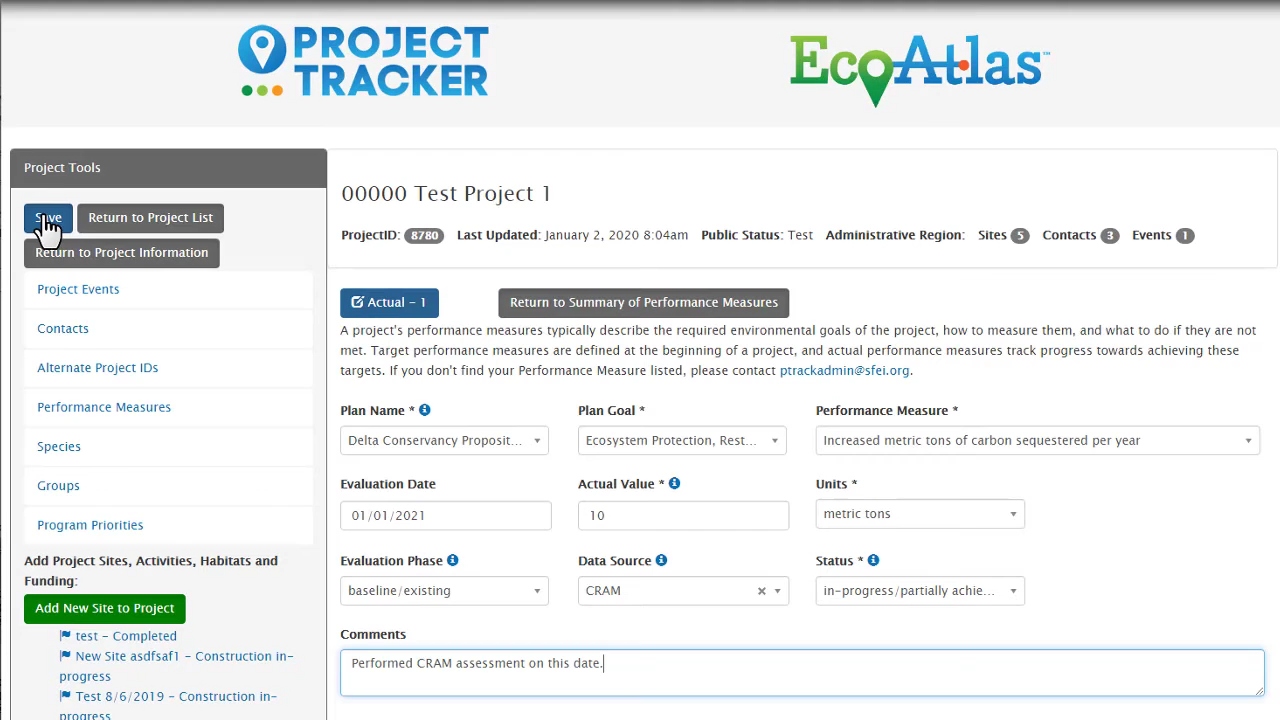 PROJECT
TRACKER
EcoAtlas™
Project Tools
Save
Return to Project List
Return to Project Information
Project Events
Contacts
Alternate Project IDs
Performance Measures
Species
Groups
Program Priorities
Add Project Sites, Activities, Habitats and
Funding:
Add New Site to Project
test - Completed
New Site asdfsaf1 - Construction in-
progress
Test 8/6/2019 - Construction in-
progress
00000 Test Project 1
ProjectID: 8780 Last Updated: January 2, 2020 8:04am Public Status: Test Administrative Region: Sites 5 Contacts 3 Events 1
Actual - 1 Return to Summary of Performance Measures
A project's performance measures typically describe the required environmental goals of the project, how to measure them, and what to do if they are not
met. Target performance measures are defined at the beginning of a project, and actual performance measures track progress towards achieving these
targets. If you don't find your Performance Measure listed, please contact ptrackadmin@sfei.org.
Plan Name * Plan Goal * Performance Measure *
Delta Conservancy Proposit... Ecosystem Protection, Rest... Increased metric tons of carbon sequestered per year
Evaluation Date Actual Value * Units *
01/01/2021 10 metric tons
Evaluation Phase Data Source Status *
baseline/existing CRAM × in-progress/partially achie...
Comments
Performed CRAM assessment on this date.